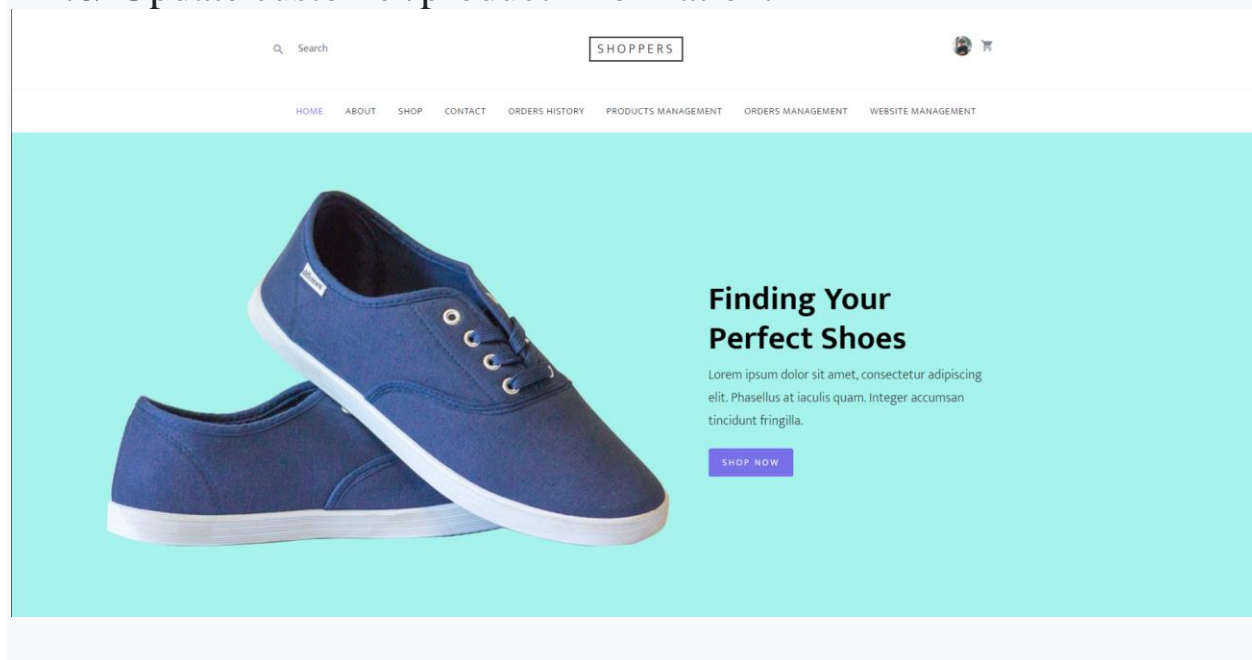 Search
SHOPPERS
HOME ABOUT SHOP CONTACT ORDERS HISTORY PRODUCTS MANAGEMENT ORDERS MANAGEMENT WEBSITE MANAGEMENT
Finding Your
Perfect Shoes
Lorem ipsum dolor sit amet, consectetur adipiscing
elit. Phasellus at iaculis quam. Integer accumsan
tincidunt fringilla.
SHOP NOW